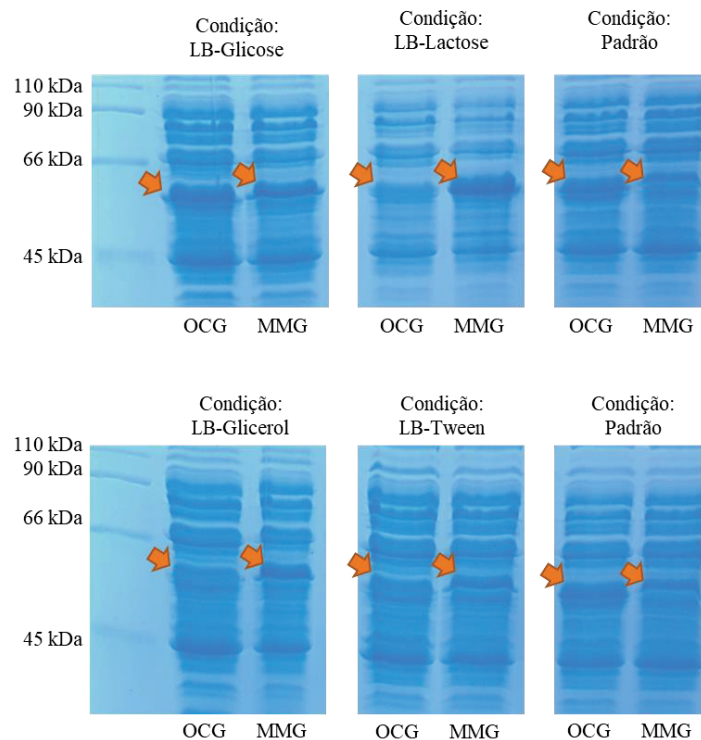 Condição:
LB-Glicose
Condição:
LB-Lactose
Condição:
Padrão
110 kDa
90 kDa
66 kDa
45 kDa
OCG MMG
OCG MMG
OCG MMG
Condição:
LB-Glicerol
Condição:
LB-Tween
Condição:
Padrão
110 kDa
90 kDa
66 kDa
45 kDa
OCG MMG
OCG MMG
OCG MMG